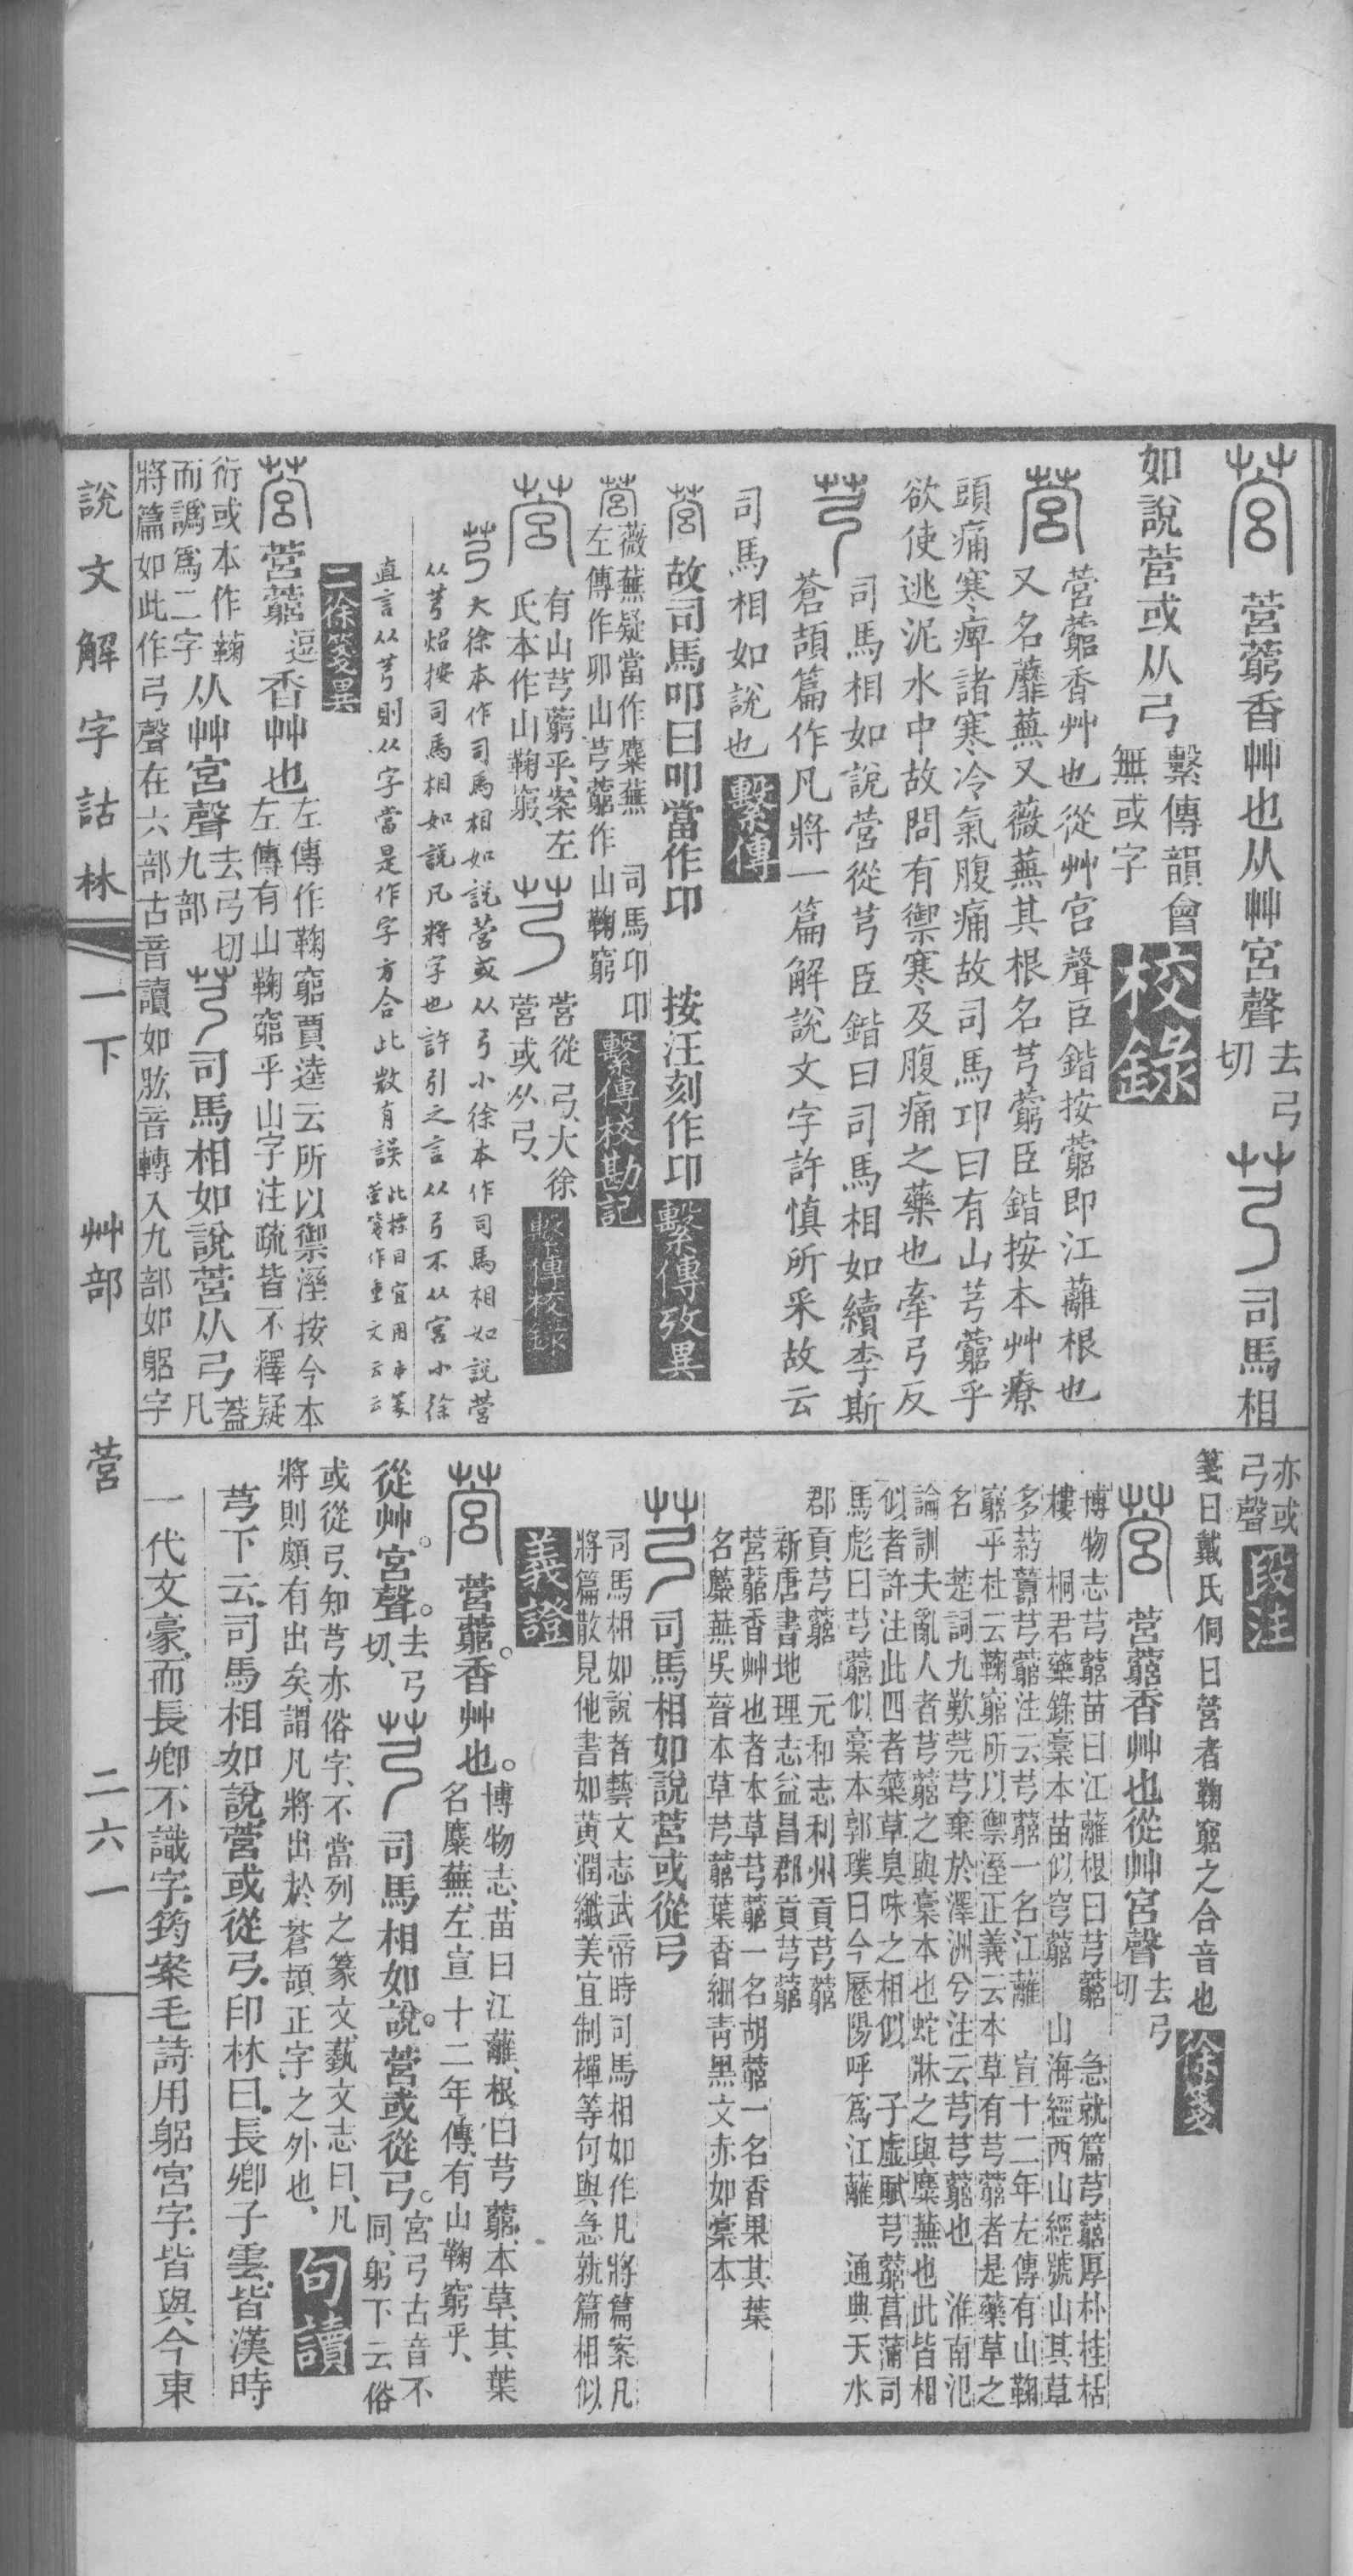 營 营藭香艸也从艸宮聲去弓切 芎 司馬相
如說营或从弓繫傳韻會無或字 校錄
營 营藭香艸也從艸宮聲臣鍇按藭即江蘺根也
又名蘼蕪又薇蕪其根名芎藭臣鍇按本艸療
頭痛寒痺諸寒冷氣腹痛故司馬卬曰有山芎藭乎
欲使逃泥水中故問有禦寒及腹痛之藥也牽弓反
芎 司馬相如說营從芎臣鍇曰司馬相如續李斯
蒼頡篇作凡將一篇解說文字許慎所采故云
司馬相如說也 繫傳
营 故司馬叩曰叩當作卬 按汪刻作卬 繫傳攷異
营 薇蕪疑當作蘪蕪 司馬卬卬
左傳作卯山芎藭作山鞠窮 繫傳校勘記
营 有山芎藭乎、案左氏本作山鞠窮、 芎 营從弓、大徐营或从弓、 繫傳校錄
芎 大徐本作司馬相如說营或从弓小徐本作司馬相如說营
从芎炤按司馬相如說凡將字也許引之言从弓不从宮小徐
直言从芎則从字當是作字方合此敚有誤
二徐箋異
营 营藭逗香艸也左傳作鞠窮賈逵云所以禦溼按今本左傳有山鞠窮乎山字注疏皆不釋疑
衍或本作鞠而譌爲二字从艸宮聲去弓切九部 芎 司馬相如說营从弓蓋凡
將篇如此作弓聲在六部古音讀如肱音轉入九部如躳字
說文解字詁林 一下 艸部 营 二六一
亦或弓聲 段注
箋曰戴氏侗曰营者鞠窮之合音也 徐箋
营 营藭香艸也從艸宮聲去弓切
博物志芎藭苗曰江蘺根曰芎藭 急就篇芎藭厚朴桂栝
樓 桐君藥錄稾本苗似穹藭 山海經西山經號山其草
多葯蘪芎藭注云芎藭一名江蘺 宣十二年左傳有山鞠
窮乎杜云鞠窮所以禦溼正義云本草有芎藭者是藥草之
名 楚詞九歎莞芎棄於澤洲兮注云芎芎藭也 淮南氾
論訓夫亂人者芎藭之與稾本也蛇牀之與麋蕪也此皆相
似者許注此四者藥草臭味之相似 子虛賦芎藭菖蒲司
馬彪曰芎藭似稾本郭璞曰今歷陽呼爲江蘺 通典天水
郡貢芎藭 元和志利州貢芎藭
新唐書地理志益昌郡貢芎藭
营藭香艸也者本草芎藭一名胡藭一名香果其葉
名蘪蕪吳普本草芎藭葉香細青黑文赤如稾本
芎 司馬相如說营或從弓
司馬相如說者藝文志武帝時司馬相如作凡將篇案凡
將篇散見他書如黃潤纖美宜制襌等句與急就篇相似
義證
营 营藭。香艸也。博物志、苗曰江蘺、根曰芎藭、本草、其葉名麋蕪、左宣十二年傳、有山鞠窮乎、
從艸。宮聲。去弓切、 芎 司馬相如說。营或從弓。宮弓古音不同、躬下云俗
或從弓、知芎亦俗字、不當列之篆文、蓺文志曰、凡
將則頗有出矣、謂凡將出於蒼頡正字、之外也、 句讀
芎下云、司馬相如說、营或從弓、印林曰、長卿子雲、皆漢時
一代文豪、而長鄉不識字、筠案毛詩用躳宮字、皆與今東